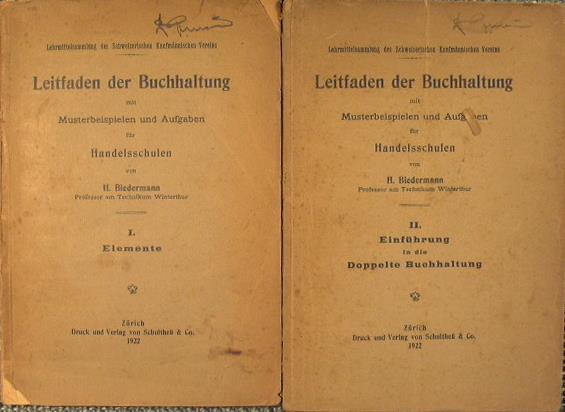 Lehrmittelsammlung des Schweizerischen Kaufmännischen Vereins
Leitfaden der Buchhaltung
mit
Musterbeispielen und Aufgaben
für
Handelsschulen
von
H. Biedermann
Professor am Technikum Winterthur
I.
Elemente
Zürich
Druck und Verlag von Schultheß & Co.
1922
Lehrmittelsammlung des Schweizerischen Kaufmännischen Vereins
Leitfaden der Buchhaltung
mit
Musterbeispielen und Aufgaben
für
Handelsschulen
von
H. Biedermann
Professor am Technikum Winterthur
II.
Einführung
in die
Doppelte Buchhaltung
Zürich
Druck und Verlag von Schultheß & Co.
1922